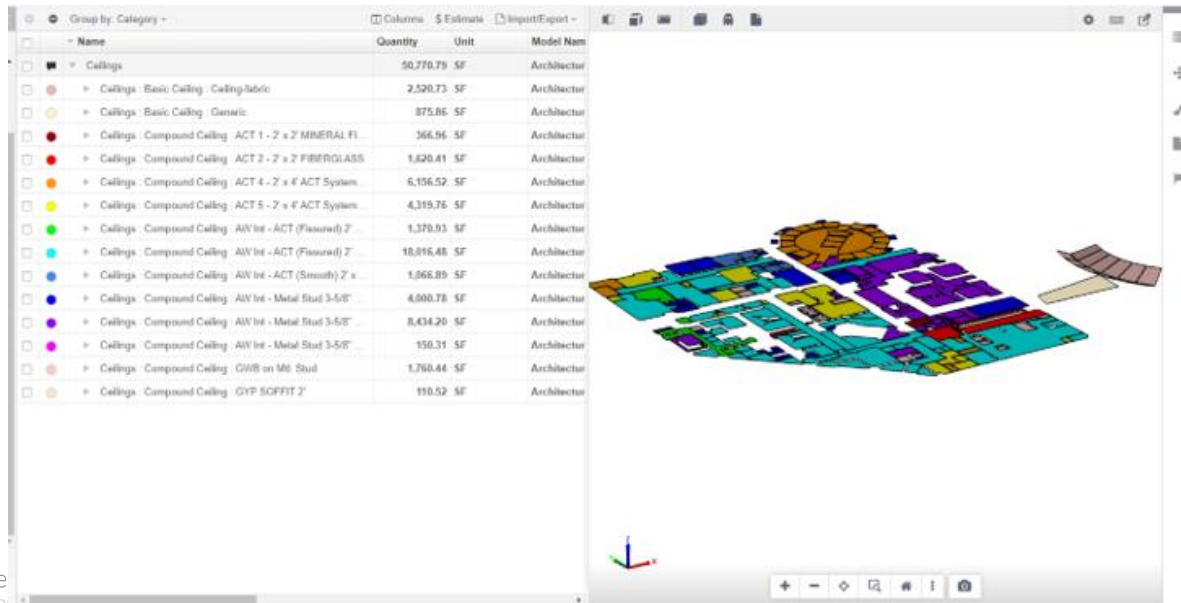 Group by: Category Columns $ Estimate Import/Export
Name Quantity Unit Model Nam
Ceilings 50,770.79 SF Architectur
Ceilings : Basic Ceiling : Ceiling-fabric 2,520.73 SF Architectur
Ceilings : Basic Ceiling : Generic 875.86 SF Architectur
Ceilings : Compound Ceiling : ACT 1 - 2' x 2' MINERAL FI... 366.96 SF Architectur
Ceilings : Compound Ceiling : ACT 2 - 2' x 2' FIBERGLASS 1,620.41 SF Architectur
Ceilings : Compound Ceiling : ACT 4 - 2' x 4' ACT System... 6,156.52 SF Architectur
Ceilings : Compound Ceiling : ACT 5 - 2' x 4' ACT System... 4,319.76 SF Architectur
Ceilings : Compound Ceiling : AW Int - ACT (Fissured) 2' ... 1,370.93 SF Architectur
Ceilings : Compound Ceiling : AW Int - ACT (Fissured) 2' ... 18,016.48 SF Architectur
Ceilings : Compound Ceiling : AW Int - ACT (Smooth) 2' x ... 1,066.89 SF Architectur
Ceilings : Compound Ceiling : AW Int - Metal Stud 3-5/8" ... 4,000.78 SF Architectur
Ceilings : Compound Ceiling : AW Int - Metal Stud 3-5/8" ... 8,434.20 SF Architectur
Ceilings : Compound Ceiling : AW Int - Metal Stud 3-5/8" ... 150.31 SF Architectur
Ceilings : Compound Ceiling : GWB on Mtl. Stud 1,760.44 SF Architectur
Ceilings : Compound Ceiling : GYP SOFFIT 2' 110.52 SF Architectur